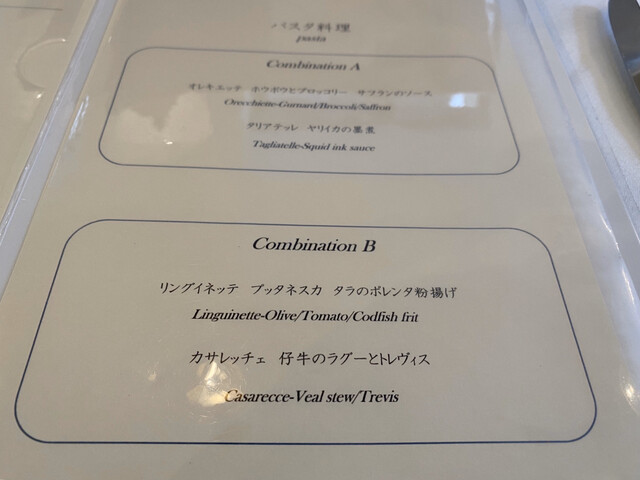 パスタ料理
pasta
Combination A
オレキエッテ ホウボウとブロッコリー サフランのソース
Orecchiette-Gurnard/Broccoli/Saffron
タリアテッレ ヤリイカの墨煮
Tagliatelle-Squid ink sauce
Combination B
リングイネッテ プッタネスカ タラのポレンタ粉揚げ
Linguinette-Olive/Tomato/Codfish frit
カサレッチェ 仔牛のラグーとトレヴィス
Casarecce-Veal stew/Trevis